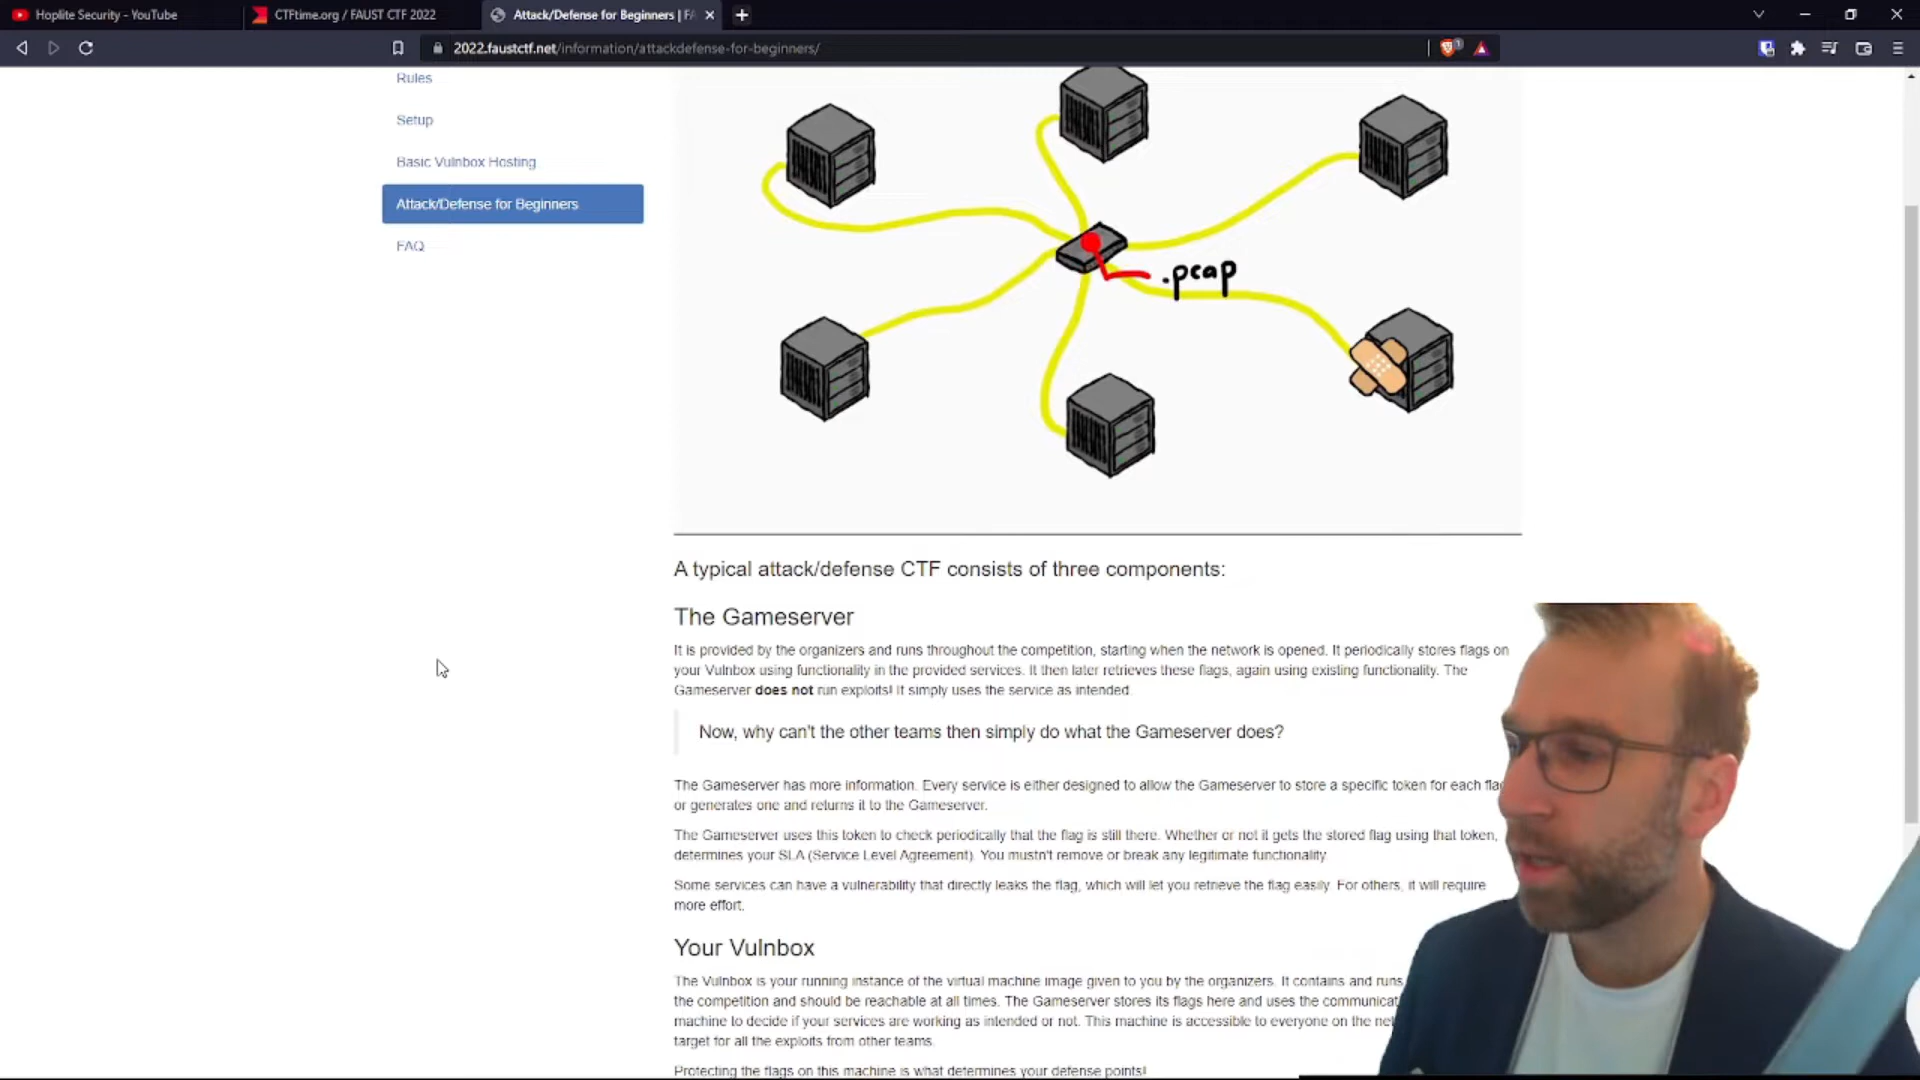 Hoplite Security - YouTube
CTFtime.org / FAUST CTF 2022
Attack/Defense for Beginners | FA
2022.faustctf.net/information/attackdefense-for-beginners/
1
Rules
Setup
Basic Vulnbox Hosting
Attack/Defense for Beginners
FAQ
.pcap
A typical attack/defense CTF consists of three components:
The Gameserver
It is provided by the organizers and runs throughout the competition, starting when the network is opened. It periodically stores flags on
your Vulnbox using functionality in the provided services. It then later retrieves these flags, again using existing functionality. The
Gameserver does not run exploits! It simply uses the service as intended.
Now, why can't the other teams then simply do what the Gameserver does?
The Gameserver has more information. Every service is either designed to allow the Gameserver to store a specific token for each flag
or generates one and returns it to the Gameserver.
The Gameserver uses this token to check periodically that the flag is still there. Whether or not it gets the stored flag using that token,
determines your SLA (Service Level Agreement). You mustn't remove or break any legitimate functionality.
Some services can have a vulnerability that directly leaks the flag, which will let you retrieve the flag easily. For others, it will require
more effort.
Your Vulnbox
The Vulnbox is your running instance of the virtual machine image given to you by the organizers. It contains and runs
the competition and should be reachable at all times. The Gameserver stores its flags here and uses the communicat
machine to decide if your services are working as intended or not. This machine is accessible to everyone on the net
target for all the exploits from other teams.
Protecting the flags on this machine is what determines your defense points!